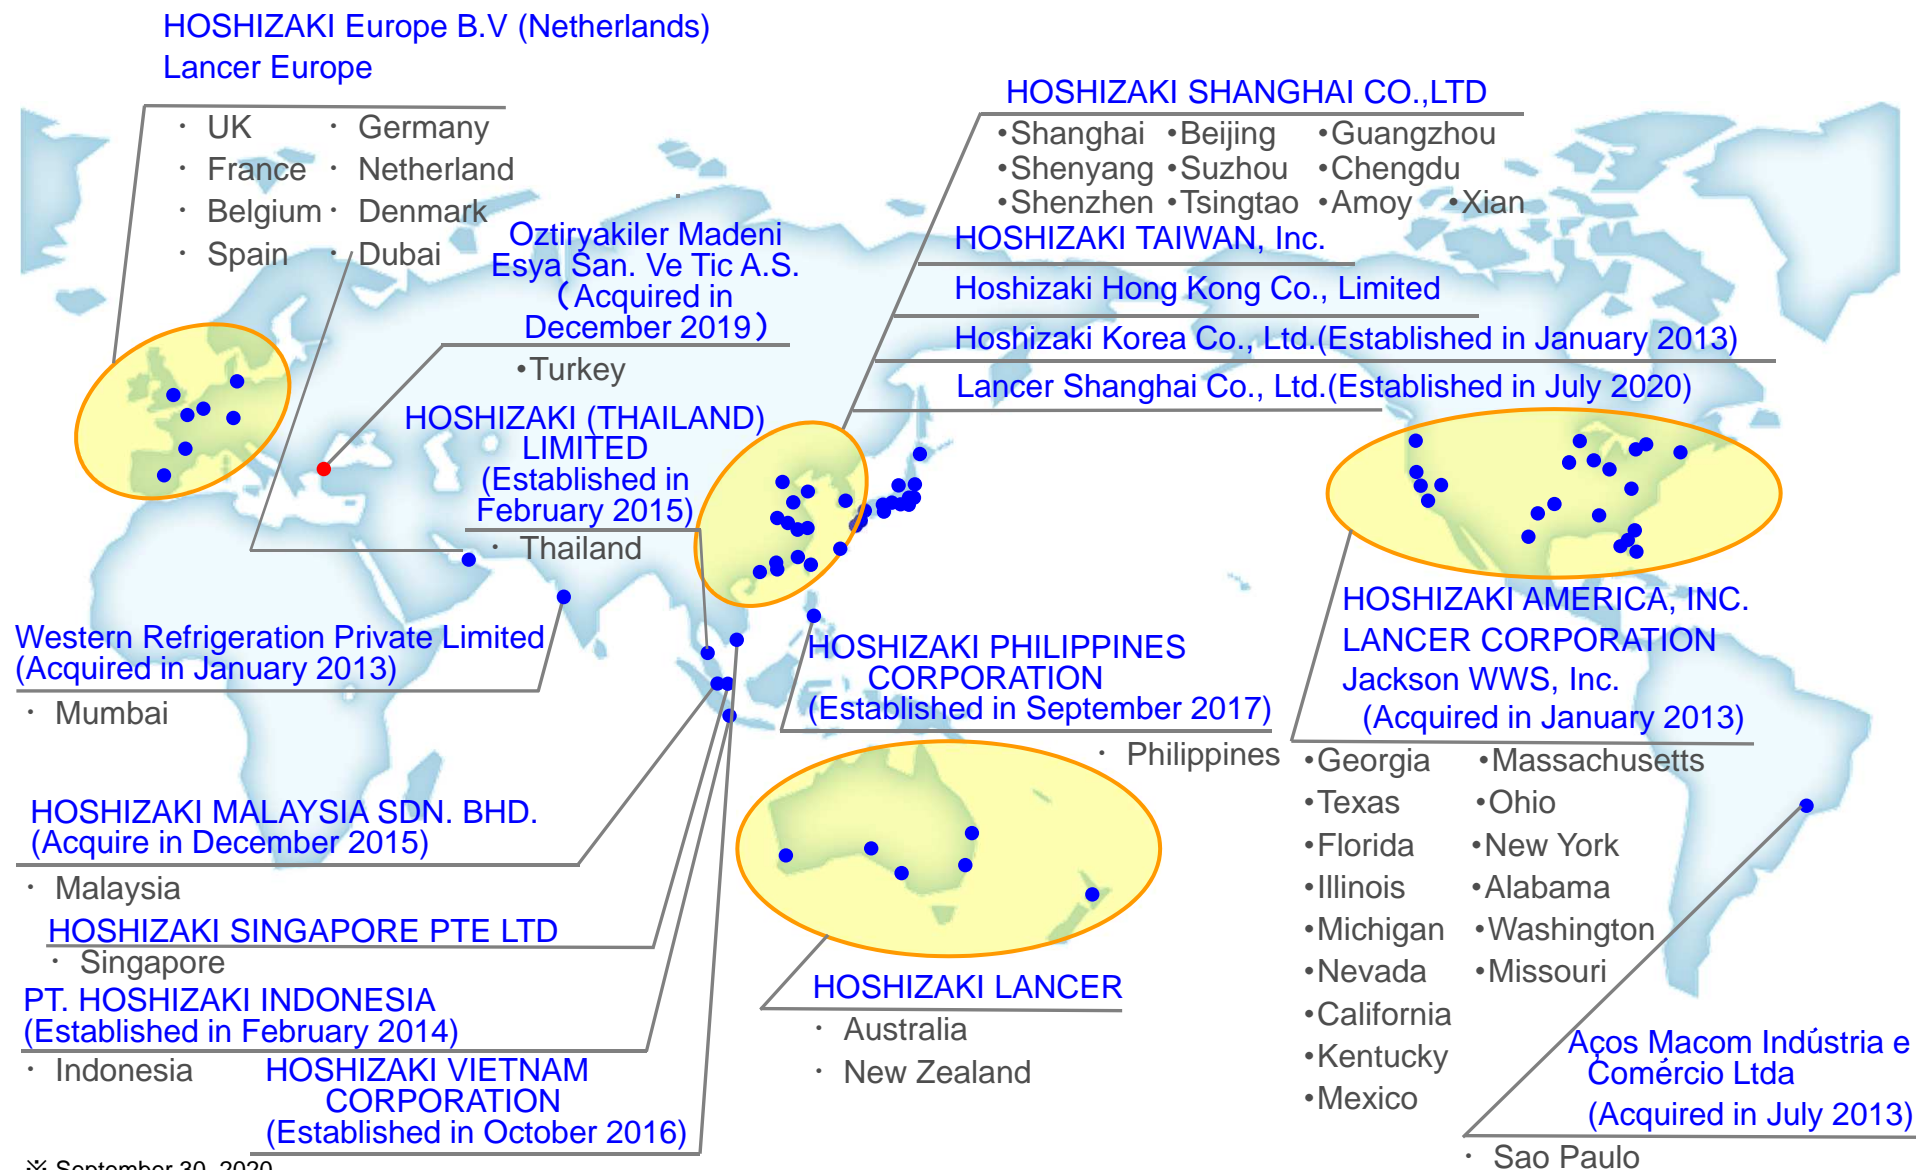 HOSHIZAKI Europe B.V (Netherlands)
Lancer Europe
・ UK ・ Germany
・ France ・ Netherland
・ Belgium ・ Denmark
・ Spain ・ Dubai
Oztiryakiler Madeni
Esya San. Ve Tic A.S.
（Acquired in
December 2019）
•Turkey
HOSHIZAKI (THAILAND)
LIMITED
(Established in
February 2015)
・ Thailand
HOSHIZAKI SHANGHAI CO.,LTD
•Shanghai •Beijing •Guangzhou
•Shenyang •Suzhou •Chengdu
•Shenzhen •Tsingtao •Amoy •Xian
HOSHIZAKI TAIWAN, Inc.
Hoshizaki Hong Kong Co., Limited
Hoshizaki Korea Co., Ltd.(Established in January 2013)
Lancer Shanghai Co., Ltd.(Established in July 2020)
Western Refrigeration Private Limited
(Acquired in January 2013)
・ Mumbai
HOSHIZAKI PHILIPPINES
CORPORATION
(Established in September 2017)
・ Philippines
HOSHIZAKI AMERICA, INC.
LANCER CORPORATION
Jackson WWS, Inc.
(Acquired in January 2013)
•Georgia •Massachusetts
•Texas •Ohio
•Florida •New York
•Illinois •Alabama
•Michigan •Washington
•Nevada •Missouri
•California
•Kentucky
•Mexico
HOSHIZAKI MALAYSIA SDN. BHD.
(Acquire in December 2015)
・ Malaysia
HOSHIZAKI SINGAPORE PTE LTD
・ Singapore
PT. HOSHIZAKI INDONESIA
(Established in February 2014)
・ Indonesia
HOSHIZAKI VIETNAM
CORPORATION
(Established in October 2016)
HOSHIZAKI LANCER
・ Australia
・ New Zealand
Aços Macom Indústria e
Comércio Ltda
(Acquired in July 2013)
・ Sao Paulo
※ September 30, 2020